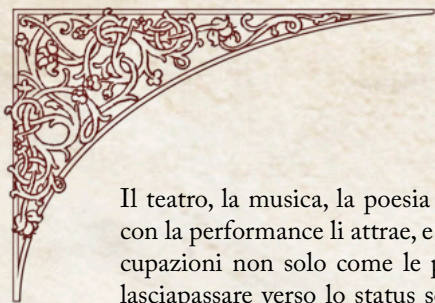 Il teatro, la musica, la poesia
con la performance li attrae, e
cupazioni non solo come le p
lasciapassare verso lo status s